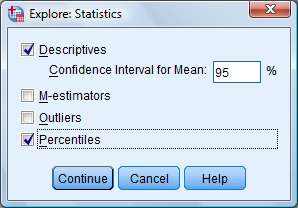 Explore: Statistics
Descriptives
Confidence Interval for Mean: 95 %
M-estimators
Outliers
Percentiles
Continue Cancel Help